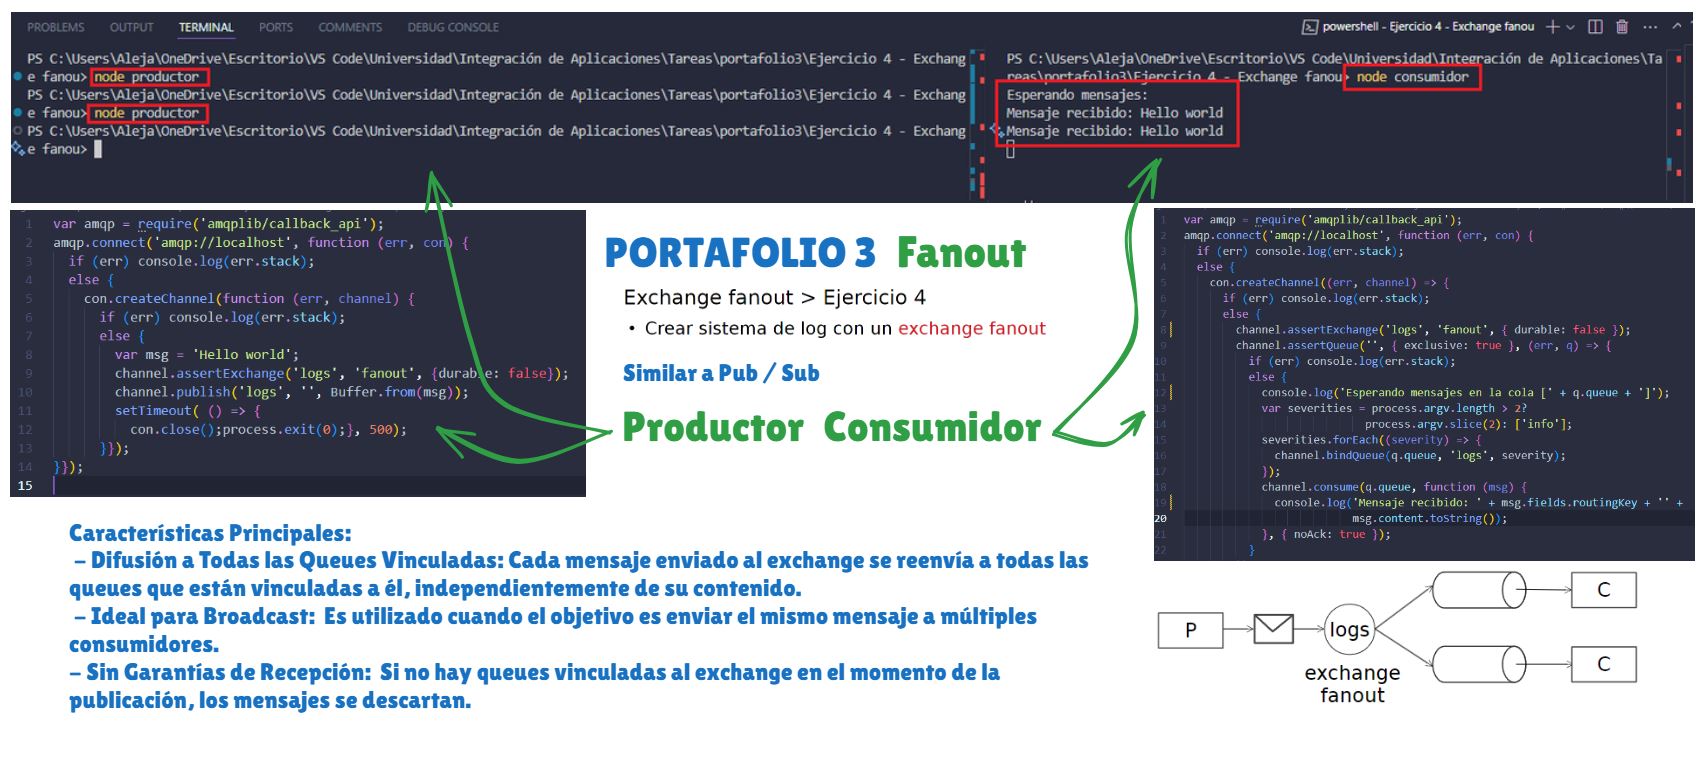 PROBLEMS OUTPUT TERMINAL PORTS COMMENTS DEBUG CONSOLE
powershell - Ejercicio 4 - Exchange fanou
PS C:\Users\Aleja\OneDrive\Escritorio\VS Code\Universidad\Integración de Aplicaciones\Tareas\portafolio3\Ejercicio 4 - Exchang
e fanou> node productor
PS C:\Users\Aleja\OneDrive\Escritorio\VS Code\Universidad\Integración de Aplicaciones\Tareas\portafolio3\Ejercicio 4 - Exchang
e fanou> node productor
PS C:\Users\Aleja\OneDrive\Escritorio\VS Code\Universidad\Integración de Aplicaciones\Tareas\portafolio3\Ejercicio 4 - Exchang
e fanou>
PS C:\Users\Aleja\OneDrive\Escritorio\VS Code\Universidad\Integración de Aplicaciones\Ta
reas\portafolio3\Ejercicio 4 - Exchange fanou> node consumidor
Esperando mensajes:
Mensaje recibido: Hello world
Mensaje recibido: Hello world
1 var amqp = require('amqplib/callback_api');
2 amqp.connect('amqp://localhost', function (err, con) {
3 if (err) console.log(err.stack);
4 else {
5 con.createChannel(function (err, channel) {
6 if (err) console.log(err.stack);
7 else {
8 var msg = 'Hello world';
9 channel.assertExchange('logs', 'fanout', {durable: false});
10 channel.publish('logs', '', Buffer.from(msg));
11 setTimeout( () => {
12 con.close();process.exit(0);}, 500);
13 }});
14 }});
15
PORTAFOLIO 3 Fanout
Exchange fanout > Ejercicio 4
• Crear sistema de log con un exchange fanout
Similar a Pub / Sub
Productor Consumidor
1 var amqp = require('amqplib/callback_api');
2 amqp.connect('amqp://localhost', function (err, con) {
3 if (err) console.log(err.stack);
4 else {
5 con.createChannel((err, channel) => {
6 if (err) console.log(err.stack);
7 else {
8 channel.assertExchange('logs', 'fanout', { durable: false });
9 channel.assertQueue('', { exclusive: true }, (err, q) => {
10 if (err) console.log(err.stack);
11 else {
12 console.log('Esperando mensajes en la cola [' + q.queue + ']');
13 var severities = process.argv.length > 2?
14 process.argv.slice(2): ['info'];
15 severities.forEach((severity) => {
16 channel.bindQueue(q.queue, 'logs', severity);
17 });
18 channel.consume(q.queue, function (msg) {
19 console.log('Mensaje recibido: ' + msg.fields.routingKey + '' +
20 msg.content.toString());
21 }, { noAck: true });
22 }
Características Principales:
- Difusión a Todas las Queues Vinculadas: Cada mensaje enviado al exchange se reenvía a todas las
queues que están vinculadas a él, independientemente de su contenido.
- Ideal para Broadcast: Es utilizado cuando el objetivo es enviar el mismo mensaje a múltiples
consumidores.
- Sin Garantías de Recepción: Si no hay queues vinculadas al exchange en el momento de la
publicación, los mensajes se descartan.
P
logs
C
C
exchange
fanout